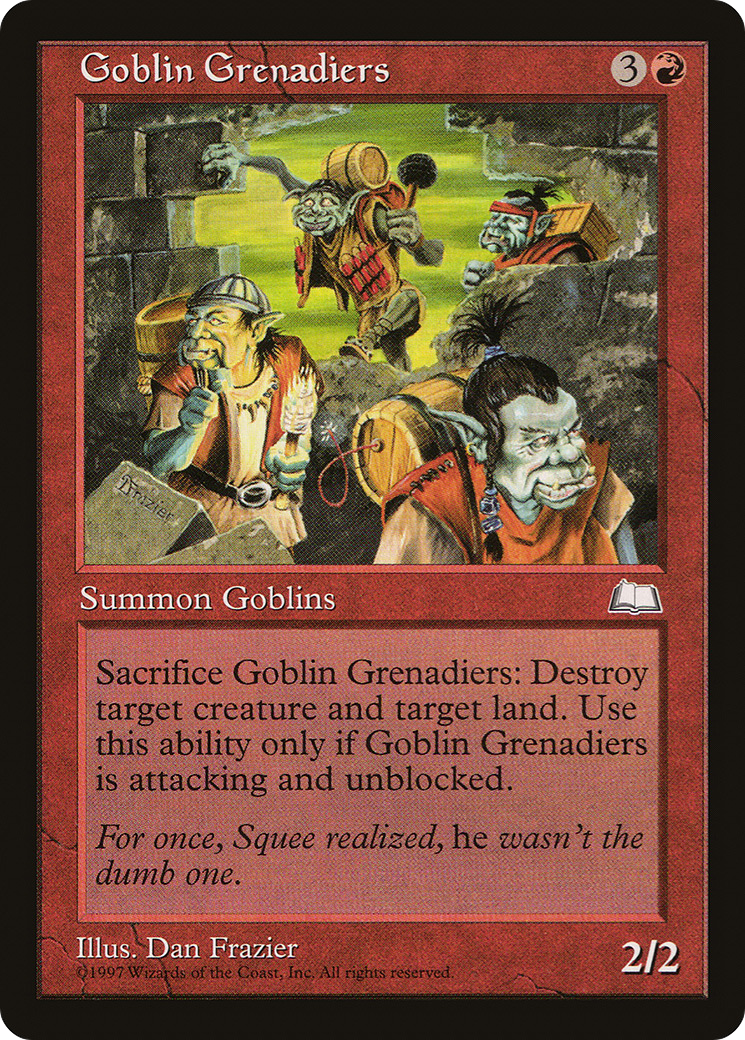 Goblin Grenadiers
3
DFrazier
Summon Goblins
Sacrifice Goblin Grenadiers: Destroy
target creature and target land. Use
this ability only if Goblin Grenadiers
is attacking and unblocked.
For once, Squee realized, he wasn't the
dumb one.
Illus. Dan Frazier
©1997 Wizards of the Coast, Inc. All rights reserved.
2/2